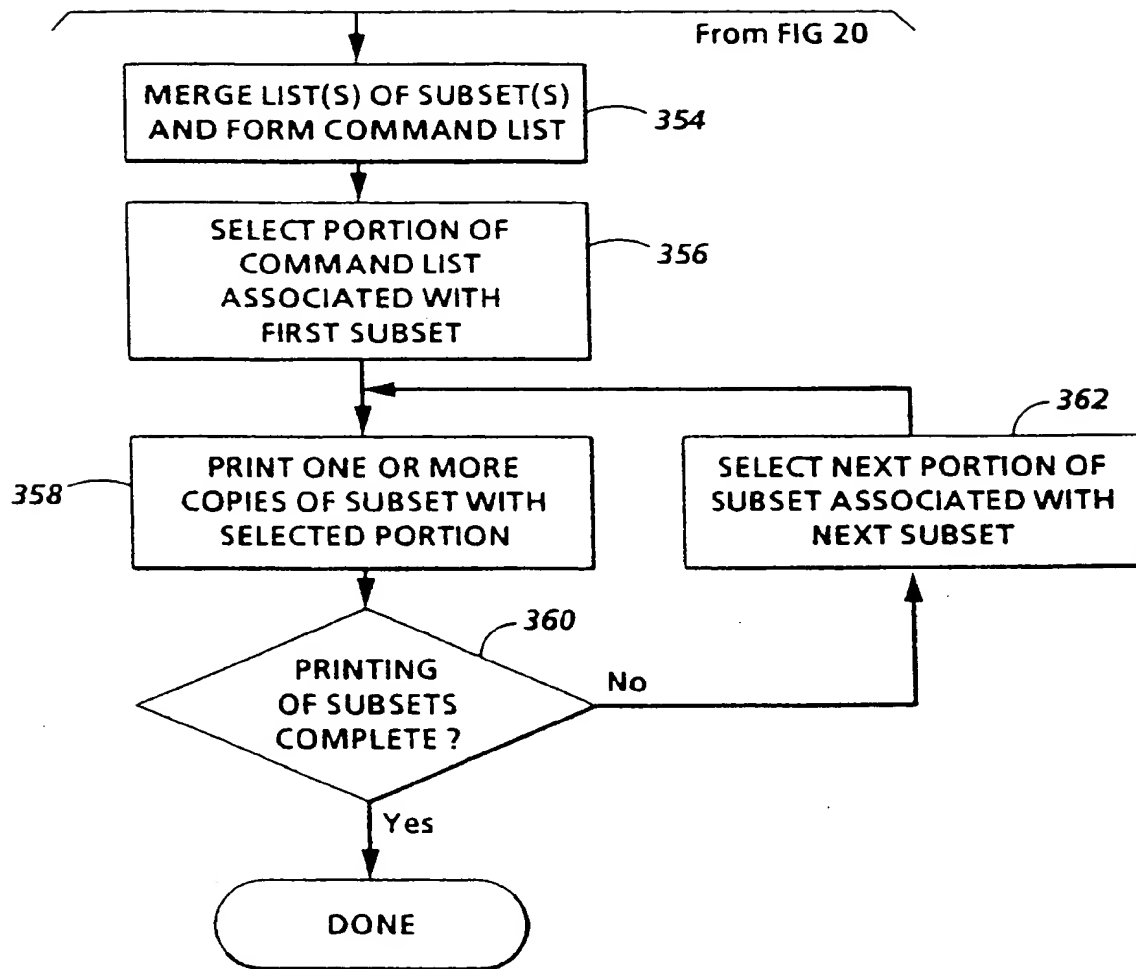 From FIG 20
MERGE LIST(S) OF SUBSET(S)
AND FORM COMMAND LIST
354
SELECT PORTION OF
COMMAND LIST
ASSOCIATED WITH
FIRST SUBSET
356
362
358
PRINT ONE OR MORE
COPIES OF SUBSET WITH
SELECTED PORTION
SELECT NEXT PORTION OF
SUBSET ASSOCIATED WITH
NEXT SUBSET
360
PRINTING
OF SUBSETS
COMPLETE ?
No
Yes
DONE